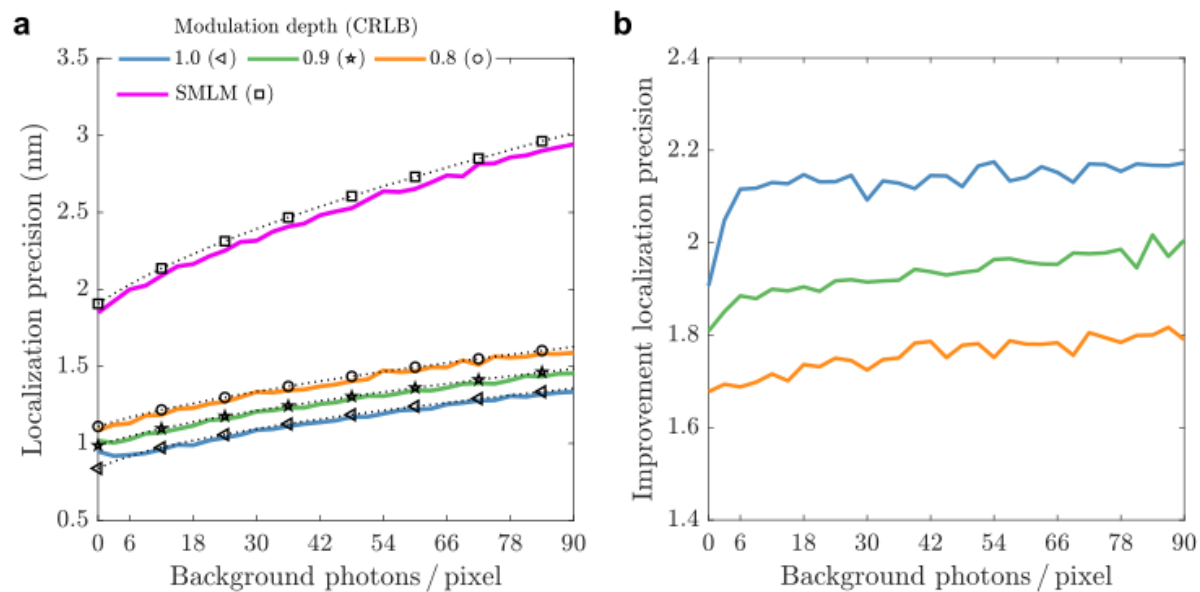 a
Modulation depth (CRLB)
1.0 (◁) 0.9 (★) 0.8 (○)
SMLM (□)
3.5
3
2.5
2
1.5
1
0.5
Localization precision (nm)
0 6 18 30 42 54 66 78 90
Background photons / pixel
b
2.4
2.2
2
1.8
1.6
1.4
Improvement localization precision
0 6 18 30 42 54 66 78 90
Background photons / pixel